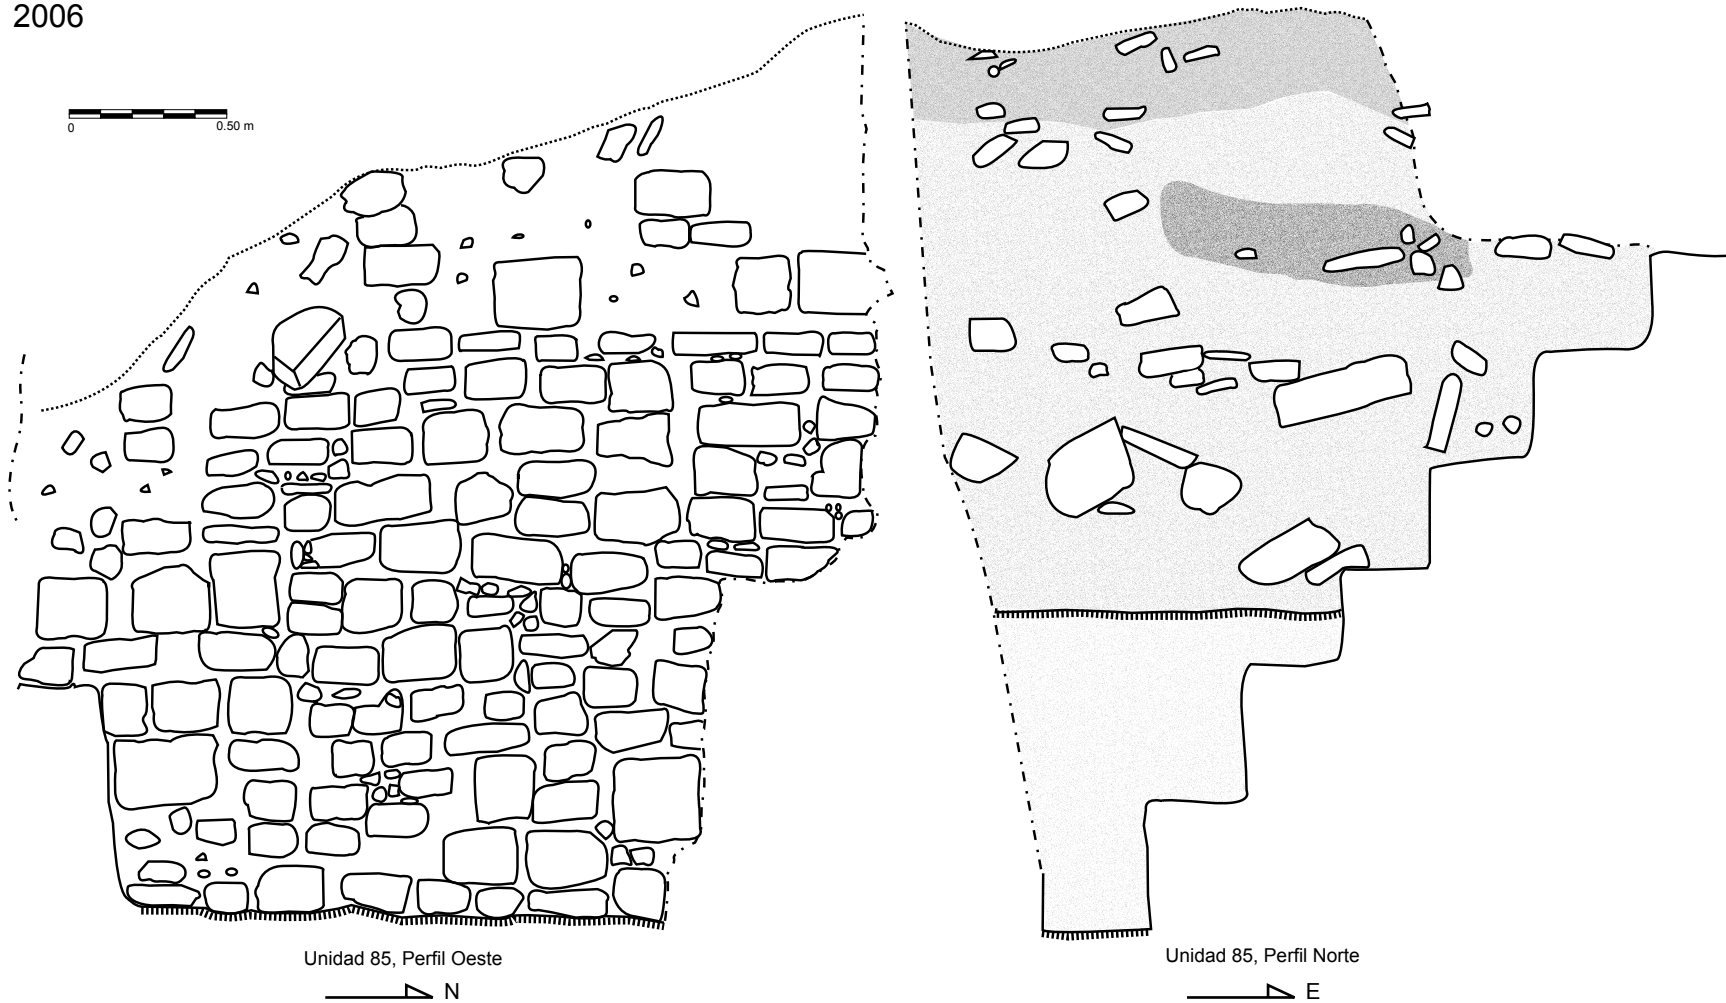 2006
0 0.50 m
Unidad 85, Perfil Oeste
N
Unidad 85, Perfil Norte
E